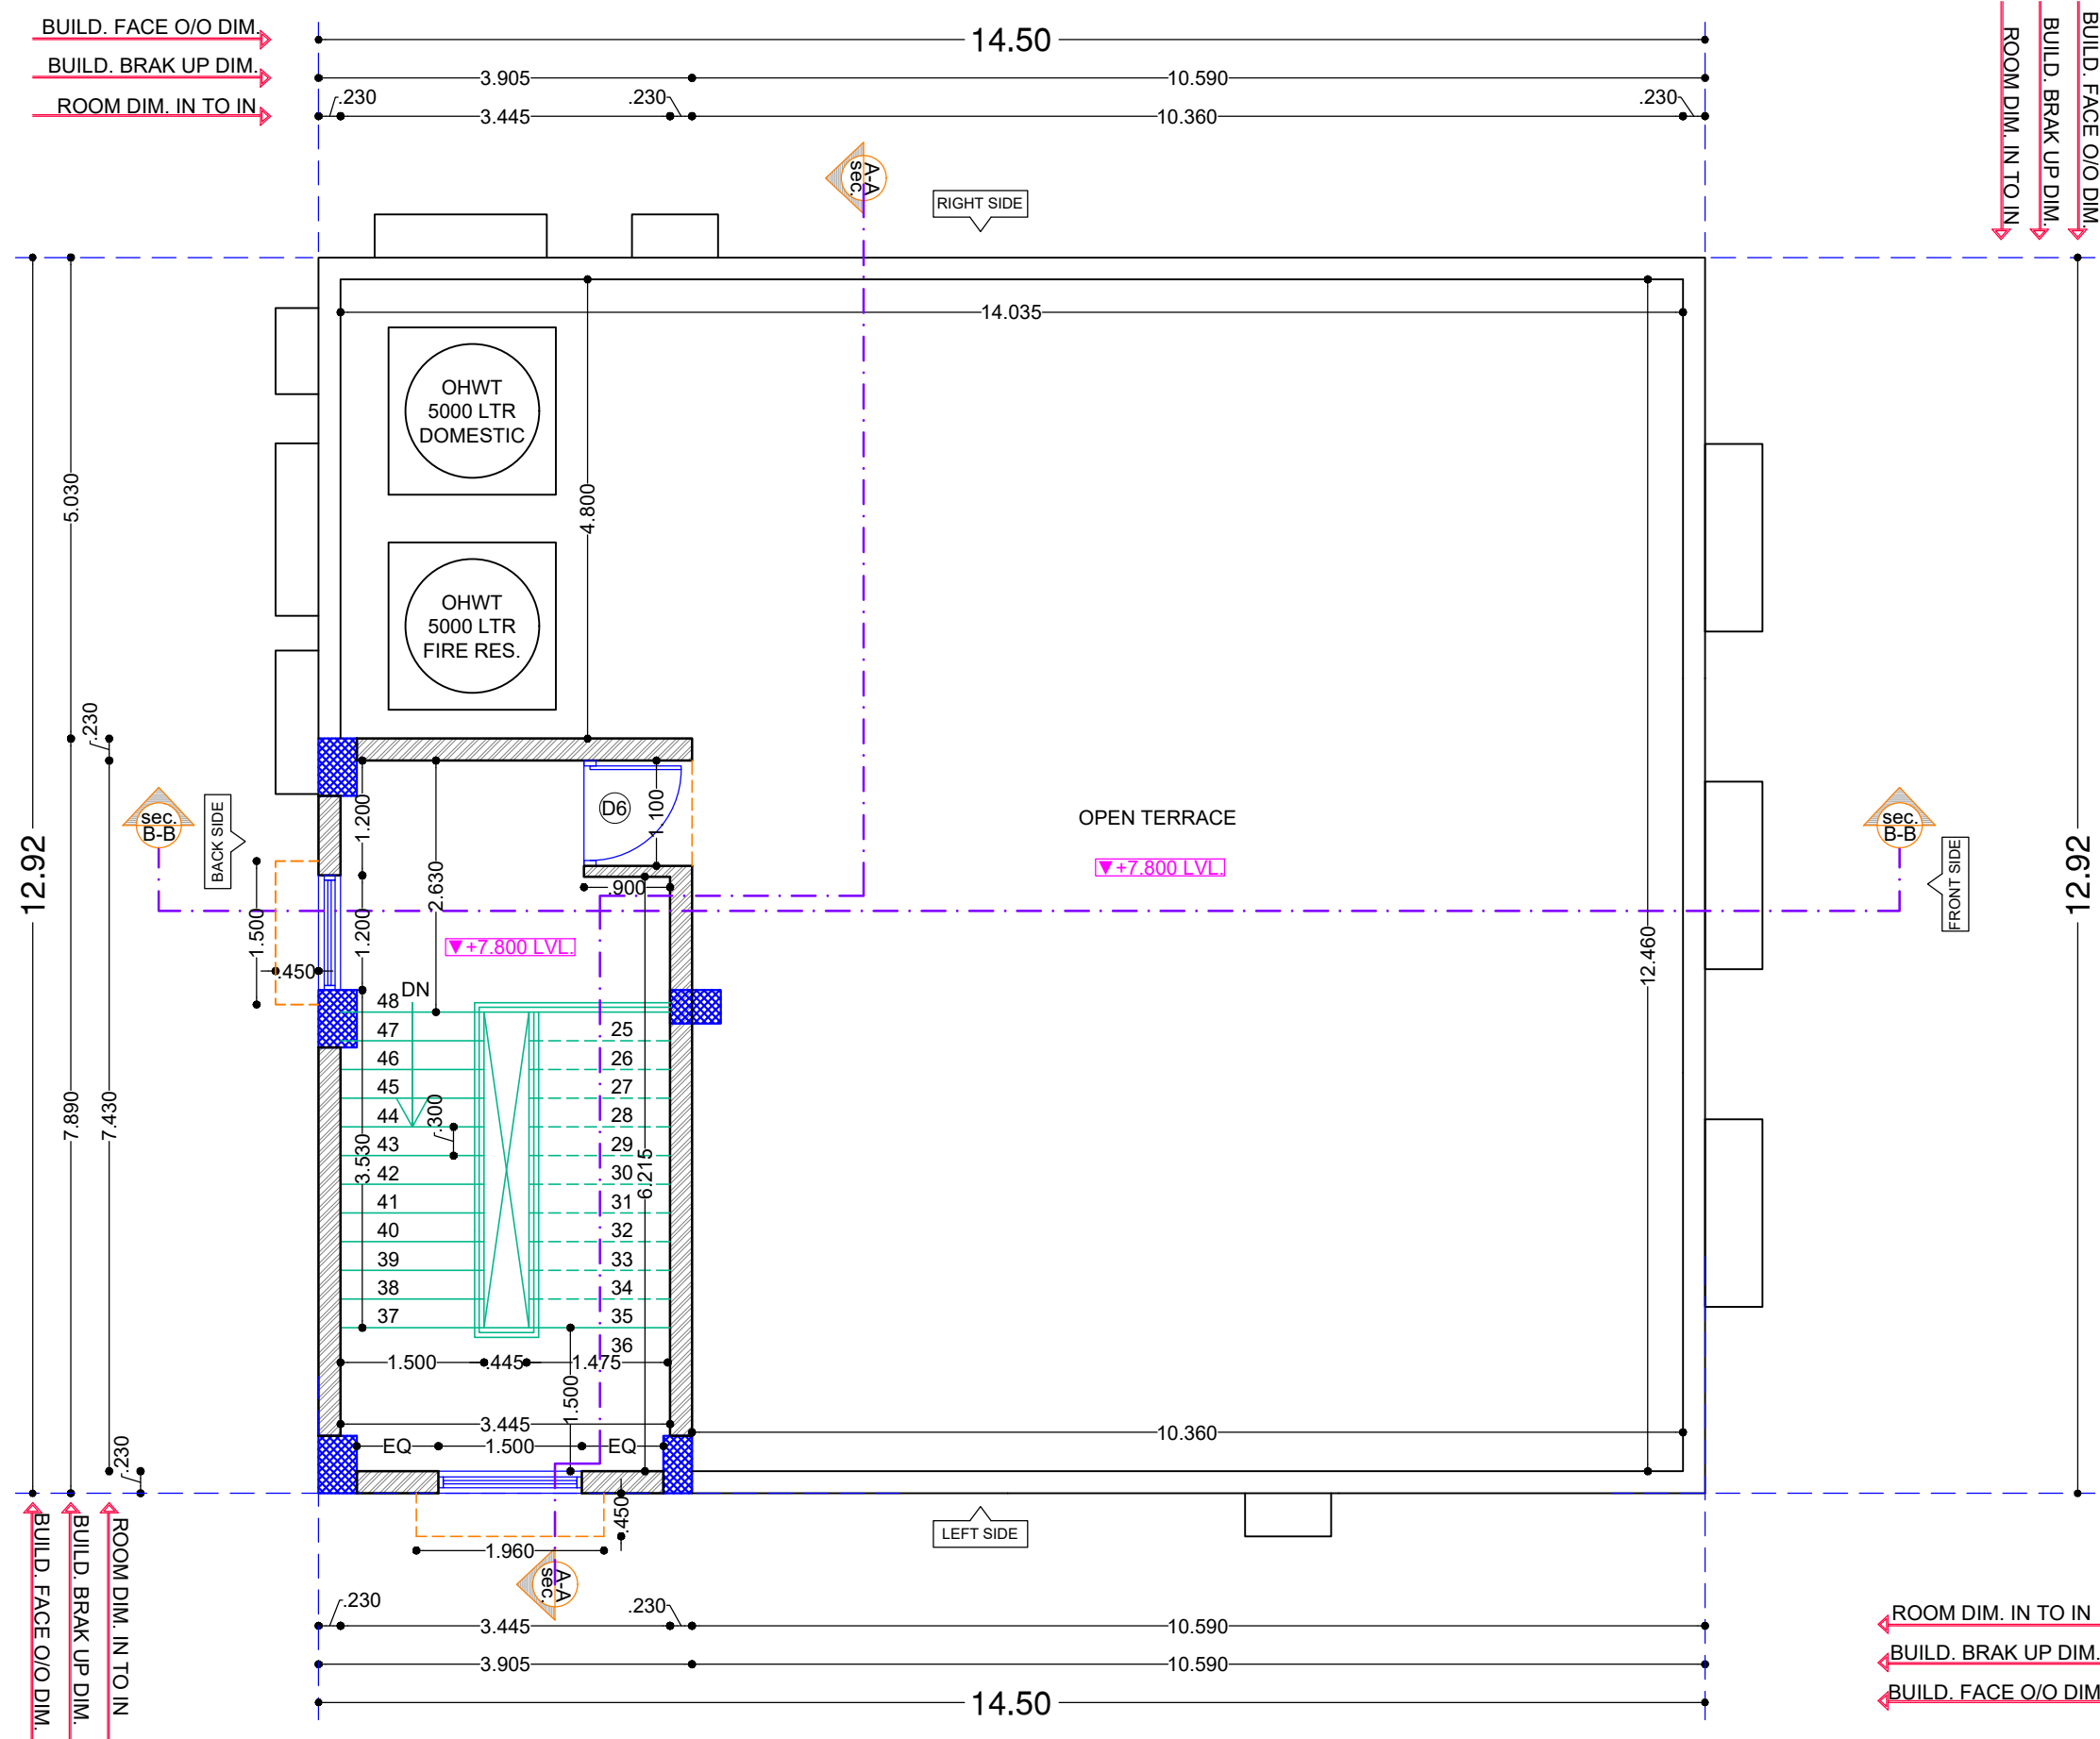 BUILD. FACE O/O DIM.
BUILD. BRAK UP DIM.
ROOM DIM. IN TO IN
14.50
3.905
10.590
.230
3.445
.230
10.360
.230
ROOM DIM. IN TO IN
BUILD. BRAK UP DIM.
BUILD. FACE O/O DIM.
A-A
sec.
RIGHT SIDE
14.035
OHWT
5000 LTR
DOMESTIC
4.800
5.030
OHWT
5000 LTR
FIRE RES.
.230
12.92
sec.
B-B
BACK SIDE
1.200
2.630
D6
1.100
.900
OPEN TERRACE
+7.800 LVL.
sec.
B-B
FRONT SIDE
12.92
12.460
1.500
.450
1.200
+7.800 LVL.
DN
48
47
46
45
44
43
42
41
40
39
38
37
25
26
27
28
29
30
31
32
33
34
35
36
.300
3.530
6.215
7.890
7.430
1.500
.445
1.475
1.500
3.445
EQ
1.500
EQ
10.360
.230
.450
1.960
LEFT SIDE
A-A
sec.
.230
3.445
.230
10.590
3.905
10.590
14.50
BUILD. FACE O/O DIM.
BUILD. BRAK UP DIM.
ROOM DIM. IN TO IN
ROOM DIM. IN TO IN
BUILD. BRAK UP DIM.
BUILD. FACE O/O DIM